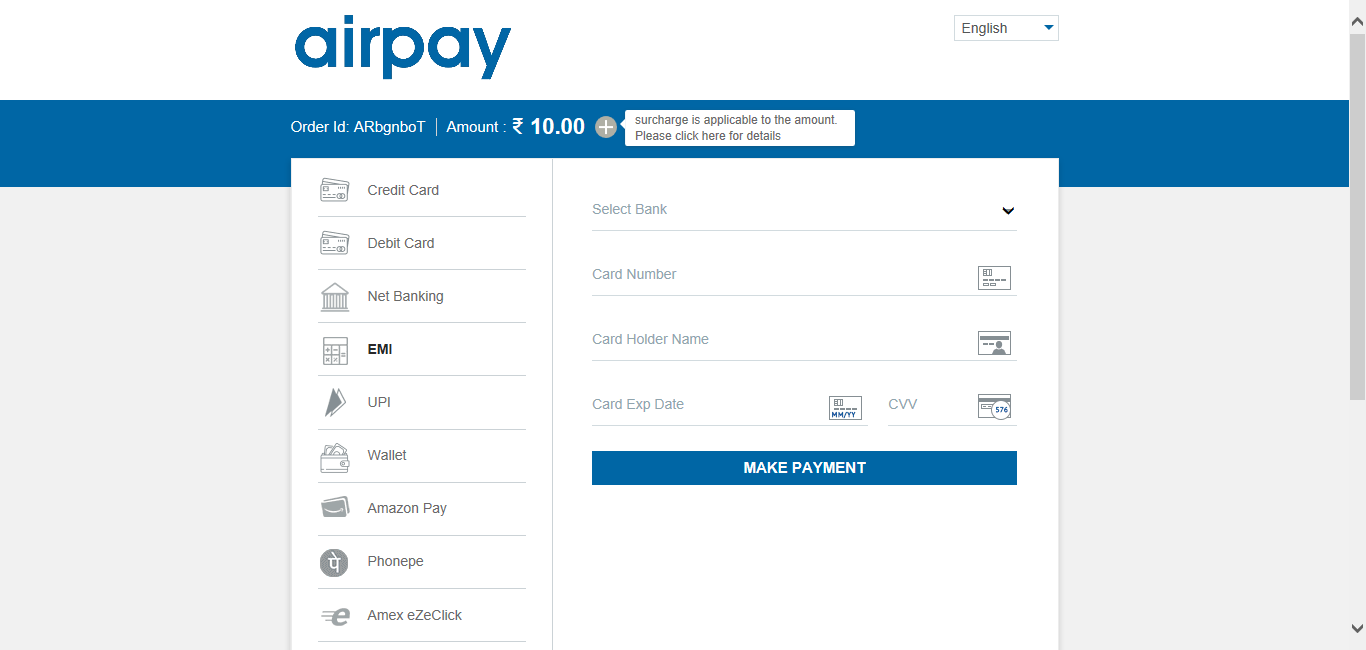 airpay
English
Order Id: ARbgnboT | Amount : ₹ 10.00
surcharge is applicable to the amount.
Please click here for details
Credit Card
Debit Card
Net Banking
EMI
UPI
Wallet
Amazon Pay
पे
Phonepe
e
Amex eZeClick
Select Bank
Card Number
Card Holder Name
Card Exp Date
MM/YY
CVV
576
MAKE PAYMENT